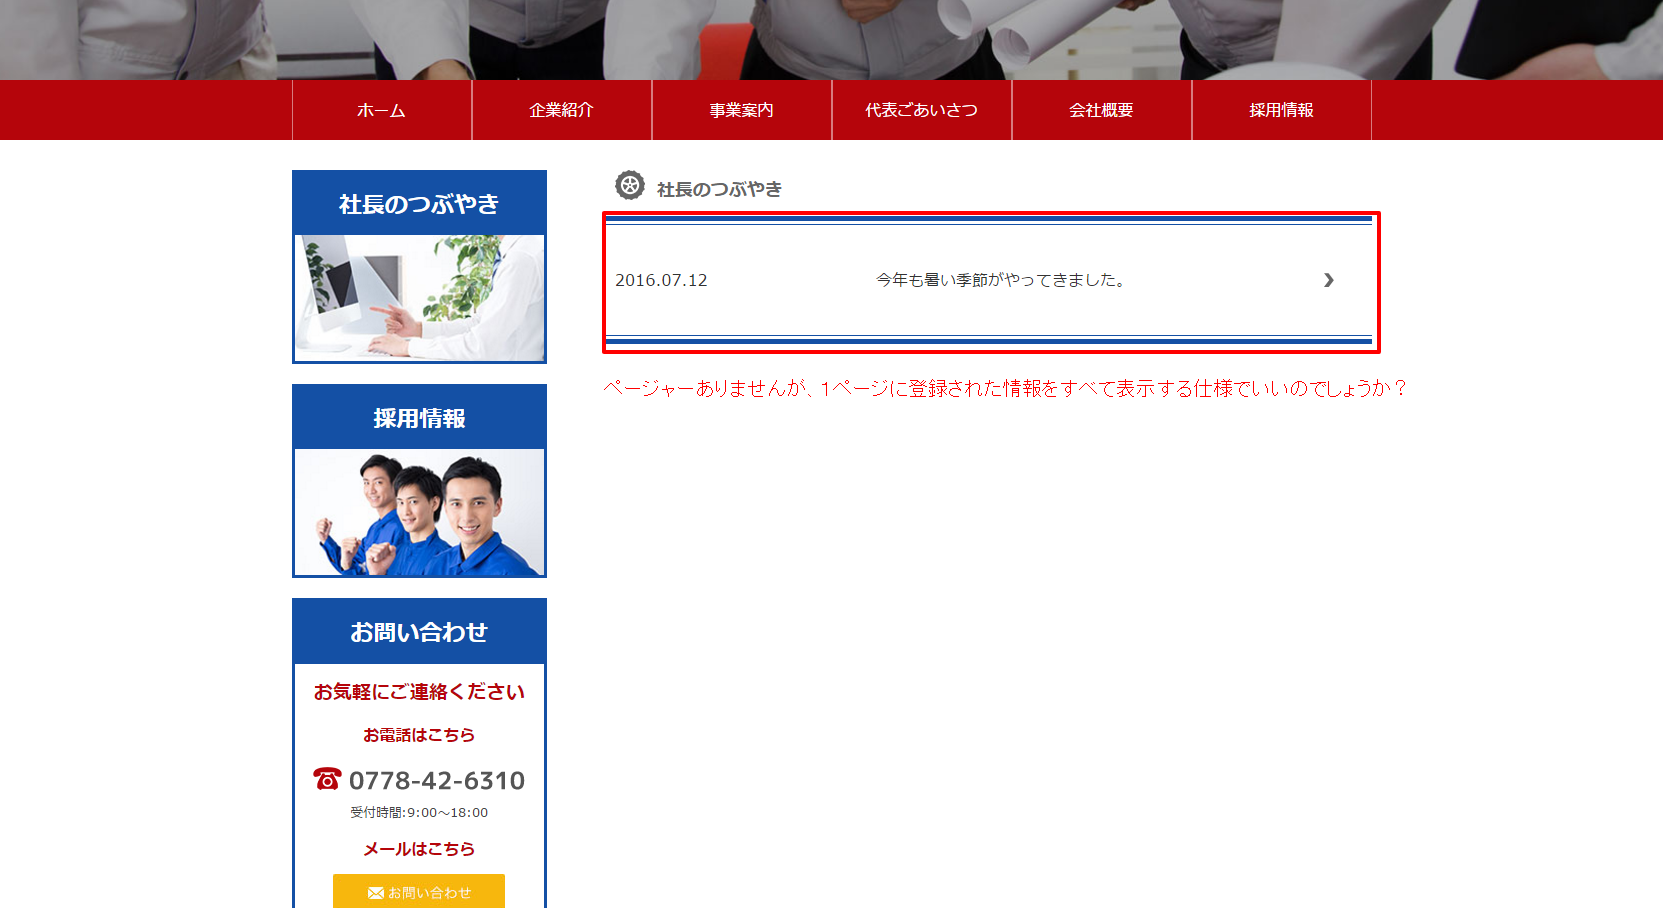 ホーム
企業紹介
事業案内
代表ごあいさつ
会社概要
採用情報
社長のつぶやき
採用情報
お問い合わせ
お気軽にご連絡ください
お電話はこちら
0778-42-6310
受付時間:9:00～18:00
メールはこちら
お問い合わせ
社長のつぶやき
2016.07.12 今年も暑い季節がやってきました。
ページャーありませんが、1ページに登録された情報をすべて表示する仕様でいいのでしょうか？